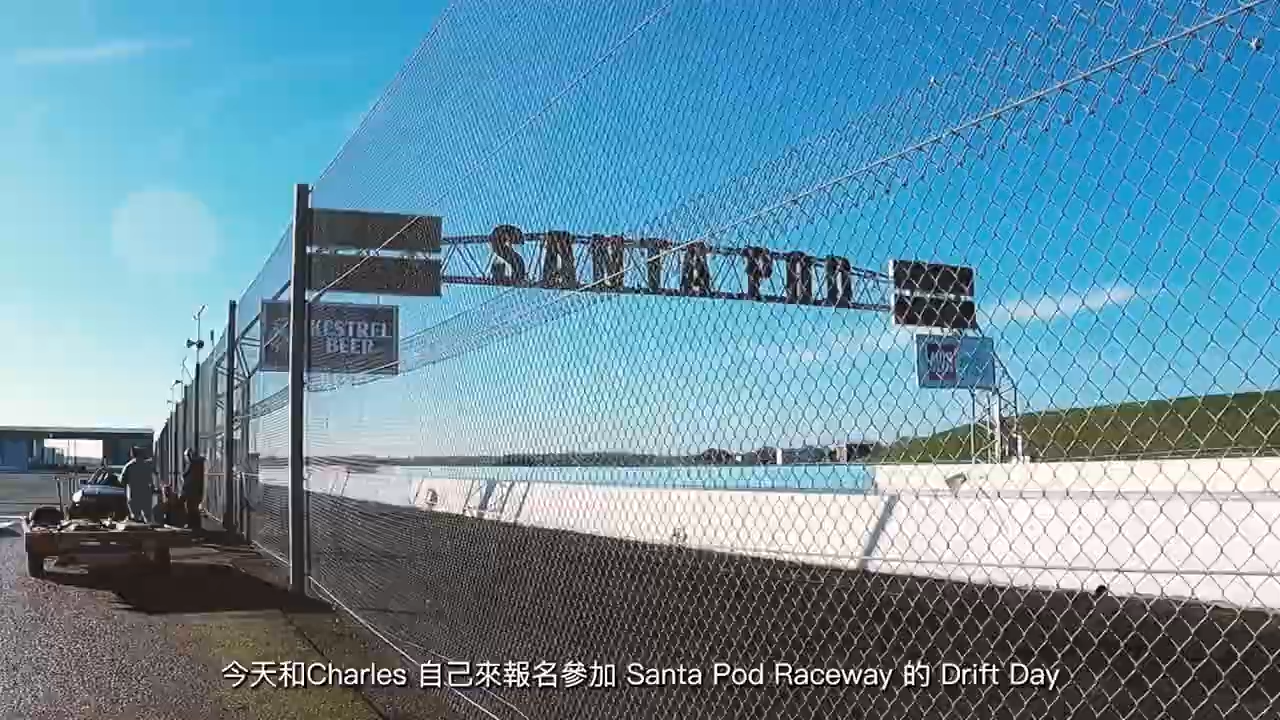 SANTA POD
KESTREL
BEER
今天和Charles 自己來報名參加 Santa Pod Raceway 的 Drift Day